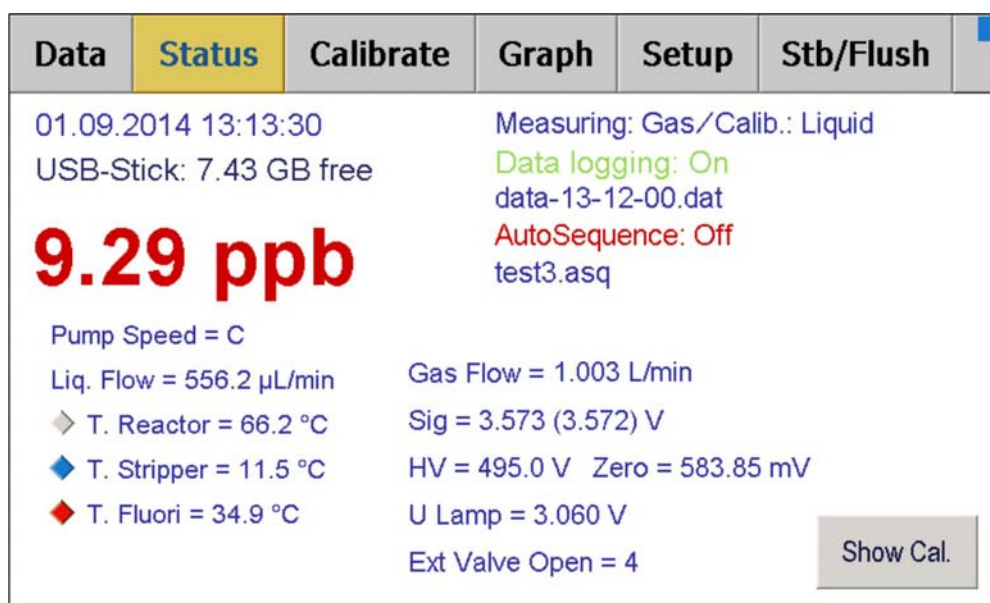 Data Status Calibrate Graph Setup Stb/Flush
01.09.2014 13:13:30
USB-Stick: 7.43 GB free
Measuring: Gas/Calib.: Liquid
Data logging: On
data-13-12-00.dat
AutoSequence: Off
test3.asq
9.29 ppb
Pump Speed = C
Liq. Flow = 556.2 µL/min
T. Reactor = 66.2 °C
T. Stripper = 11.5 °C
T. Fluori = 34.9 °C
Gas Flow = 1.003 L/min
Sig = 3.573 (3.572) V
HV = 495.0 V Zero = 583.85 mV
U Lamp = 3.060 V
Ext Valve Open = 4
Show Cal.